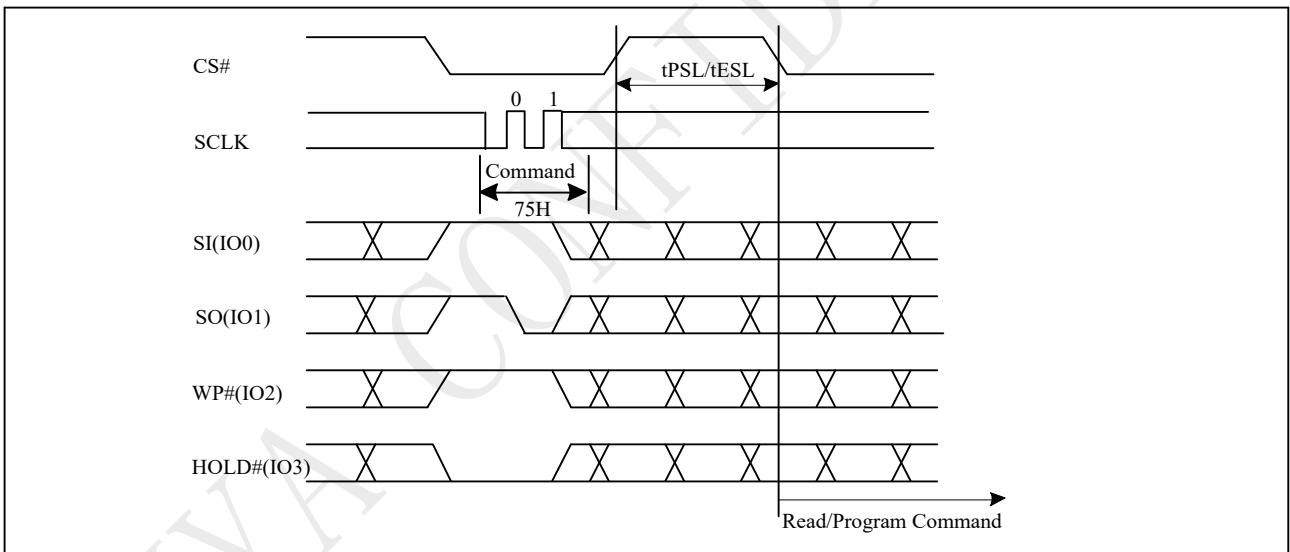 CS#
tPSL/tESL
0 1
SCLK
Command
75H
SI(IO0)
SO(IO1)
WP#(IO2)
HOLD#(IO3)
Read/Program Command